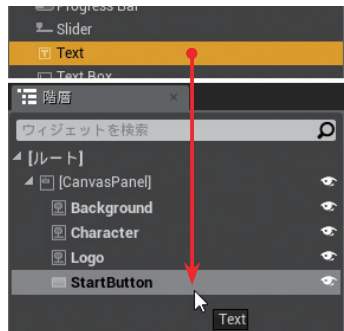 Progress Bar
Slider
Text
Text Box
階層
ウィジェットを検索
[ルート]
[CanvasPanel]
Background
Character
Logo
StartButton
Text